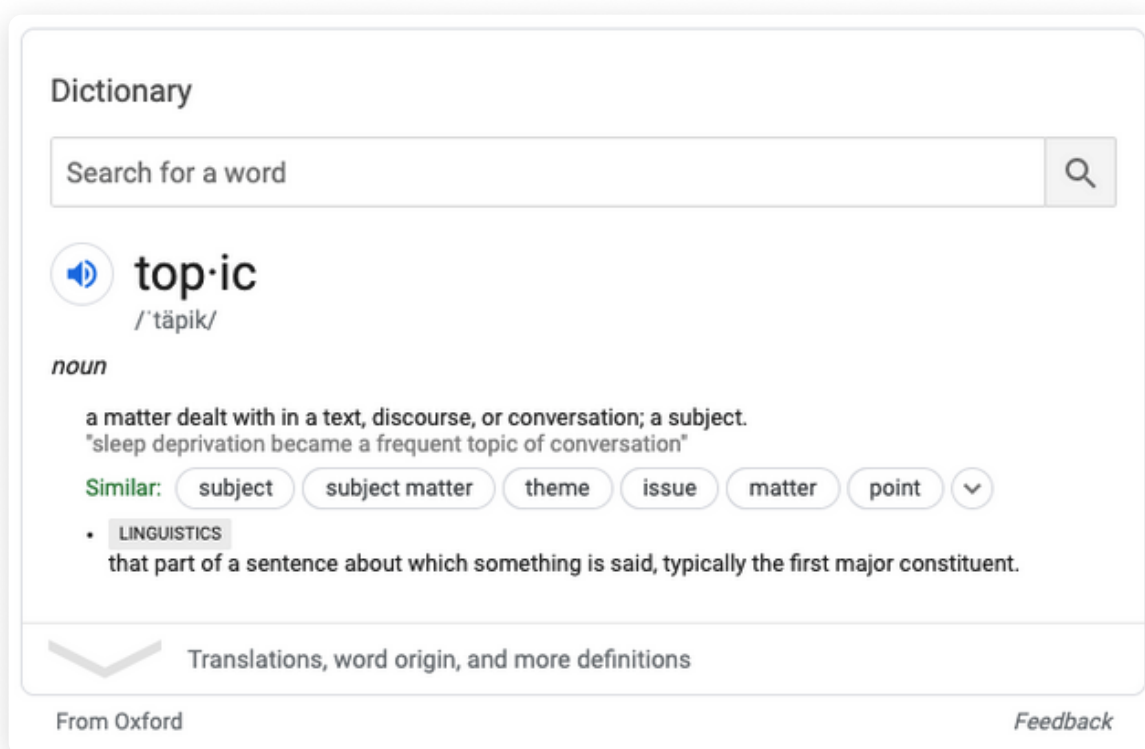 Dictionary
Search for a word
top·ic
/ˈtäpik/
noun
a matter dealt with in a text, discourse, or conversation; a subject.
"sleep deprivation became a frequent topic of conversation"
Similar: subject subject matter theme issue matter point
• LINGUISTICS
that part of a sentence about which something is said, typically the first major constituent.
Translations, word origin, and more definitions
From Oxford Feedback